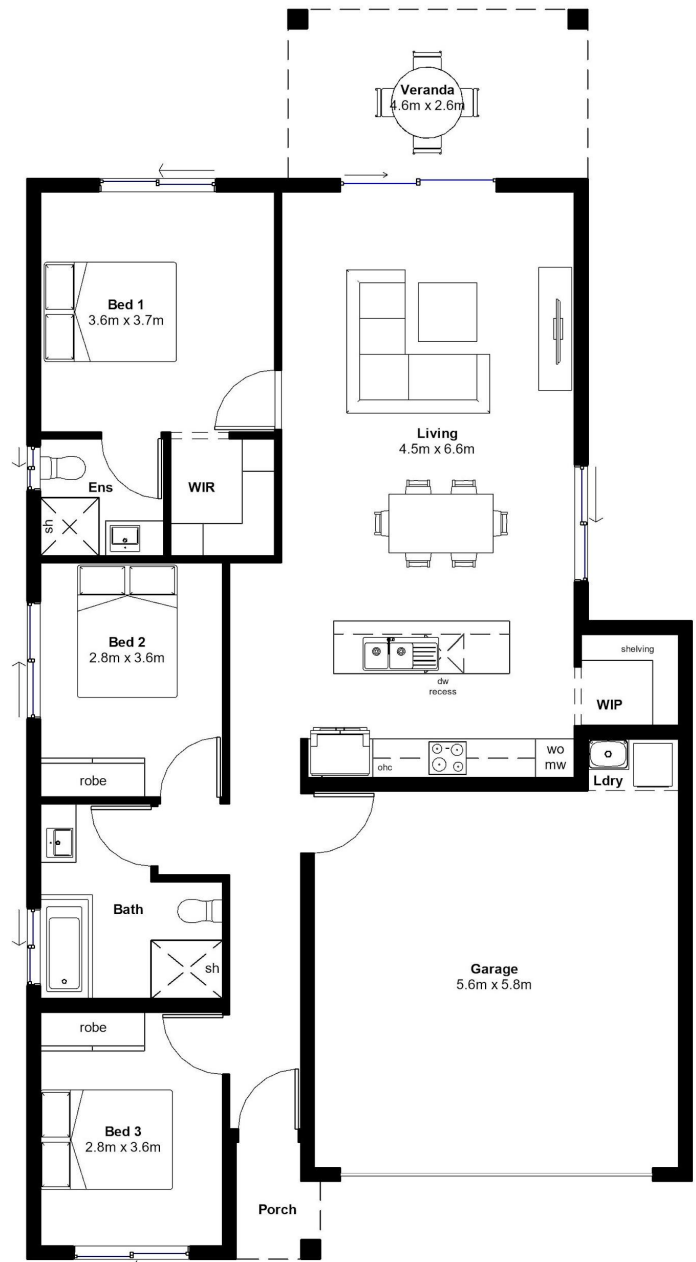 Veranda
4.6m x 2.6m
Bed 1
3.6m x 3.7m
Living
4.5m x 6.6m
Ens
WIR
sh
Bed 2
2.8m x 3.6m
shelving
dw
recess
WIP
ohc
wo
mw
Ldry
robe
Bath
sh
Garage
5.6m x 5.8m
robe
Bed 3
2.8m x 3.6m
Porch